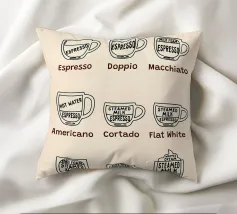 ESPRESSO
ESPRESSO
ESPRESSO
Espresso Doppio Macchiato
HOT WATER
ESPRESSO
STEAMED
MILK
ESPRESSO
STEAMED
MILK
ESPRESSO
Americano Cortado Flat White
STEAMED